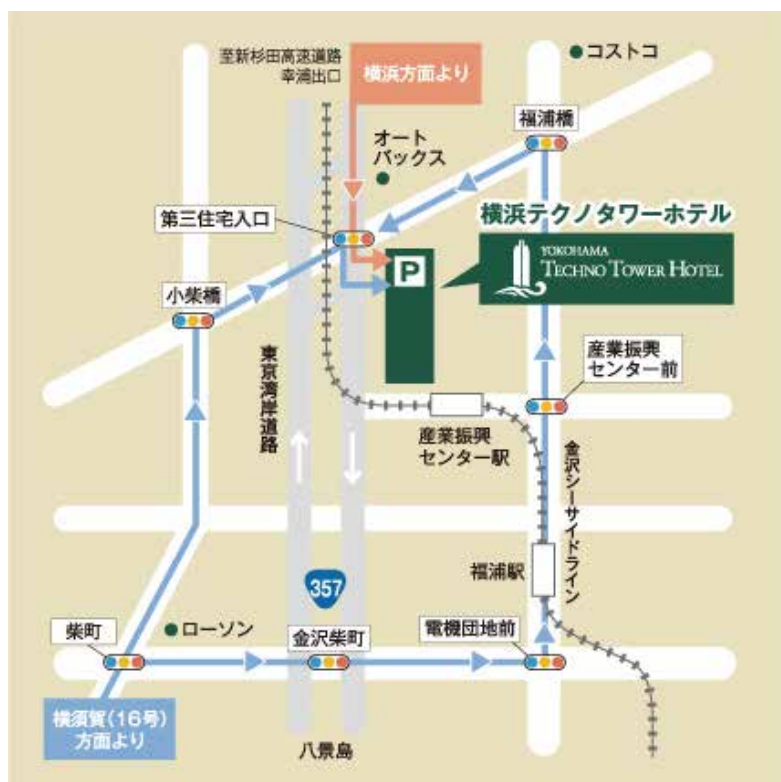 コストコ
至新杉田高速道路
幸浦出口
横浜方面より
福浦橋
オート
バックス
第三住宅入口
横浜テクノタワーホテル
P
YOKOHAMA
TECHNO TOWER HOTEL
小柴橋
産業振興
センター前
東京湾岸道路
産業振興
センター駅
金沢シーサイドライン
福浦駅
357
柴町
ローソン
金沢柴町
電機団地前
横須賀(16号)
方面より
八景島